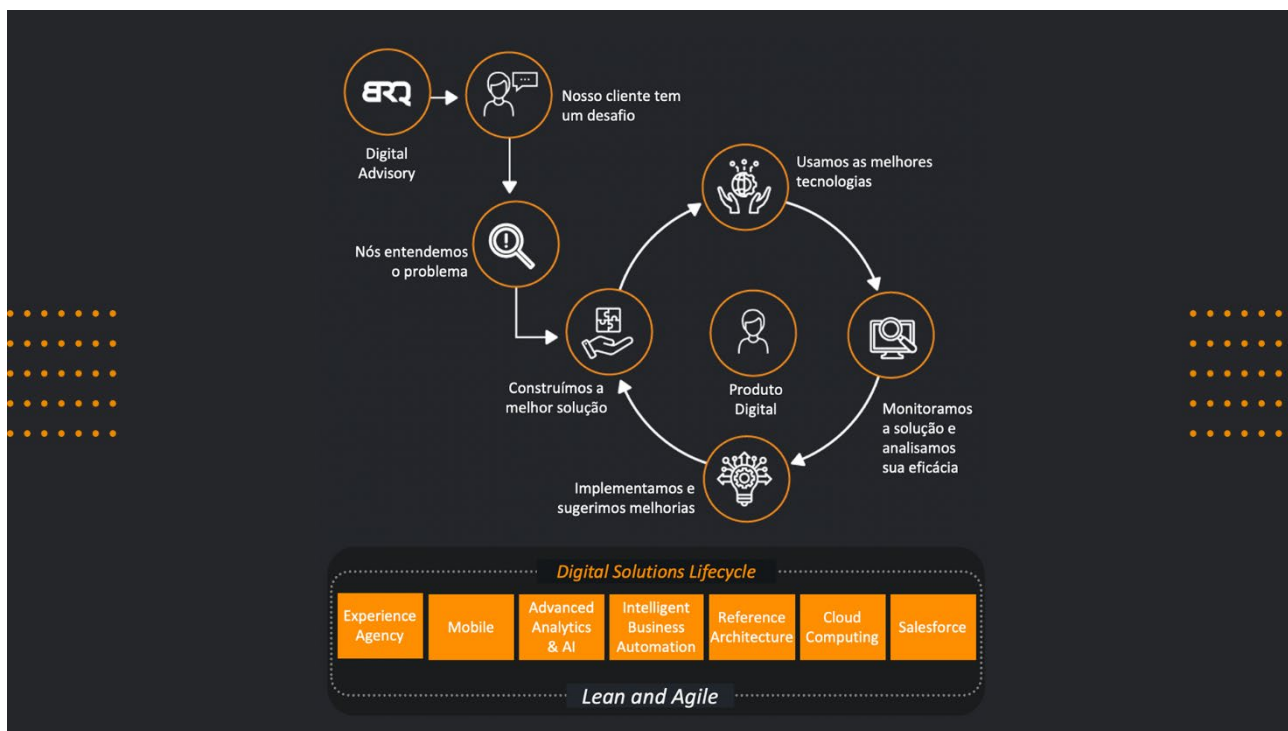 BRQ
Digital
Advisory
Nosso cliente tem
um desafio
Nós entendemos
o problema
Usamos as melhores
tecnologias
Construímos a
melhor solução
Produto
Digital
Monitoramos
a solução e
analisamos
sua eficácia
Implementamos e
sugerimos melhorias
Digital Solutions Lifecycle
Experience
Agency
Mobile
Advanced
Analytics
& AI
Intelligent
Business
Automation
Reference
Architecture
Cloud
Computing
Salesforce
Lean and Agile